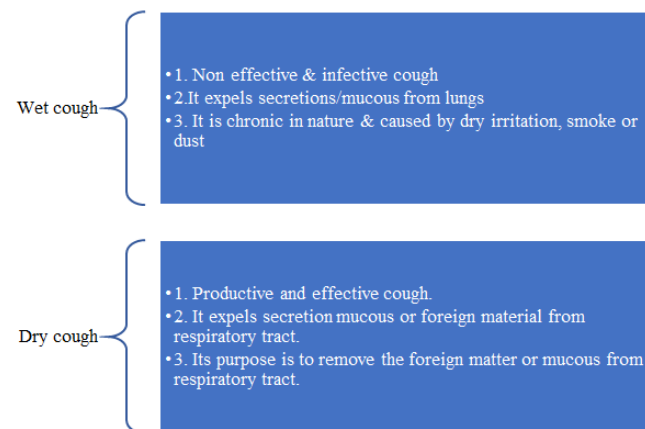 Wet cough
•1. Non effective & infective cough
•2.It expels secretions/mucous from lungs
•3. It is chronic in nature & caused by dry irritation, smoke or
dust
Dry cough
•1. Productive and effective cough.
•2. It expels secretion mucous or foreign material from
respiratory tract.
•3. Its purpose is to remove the foreign matter or mucous from
respiratory tract.